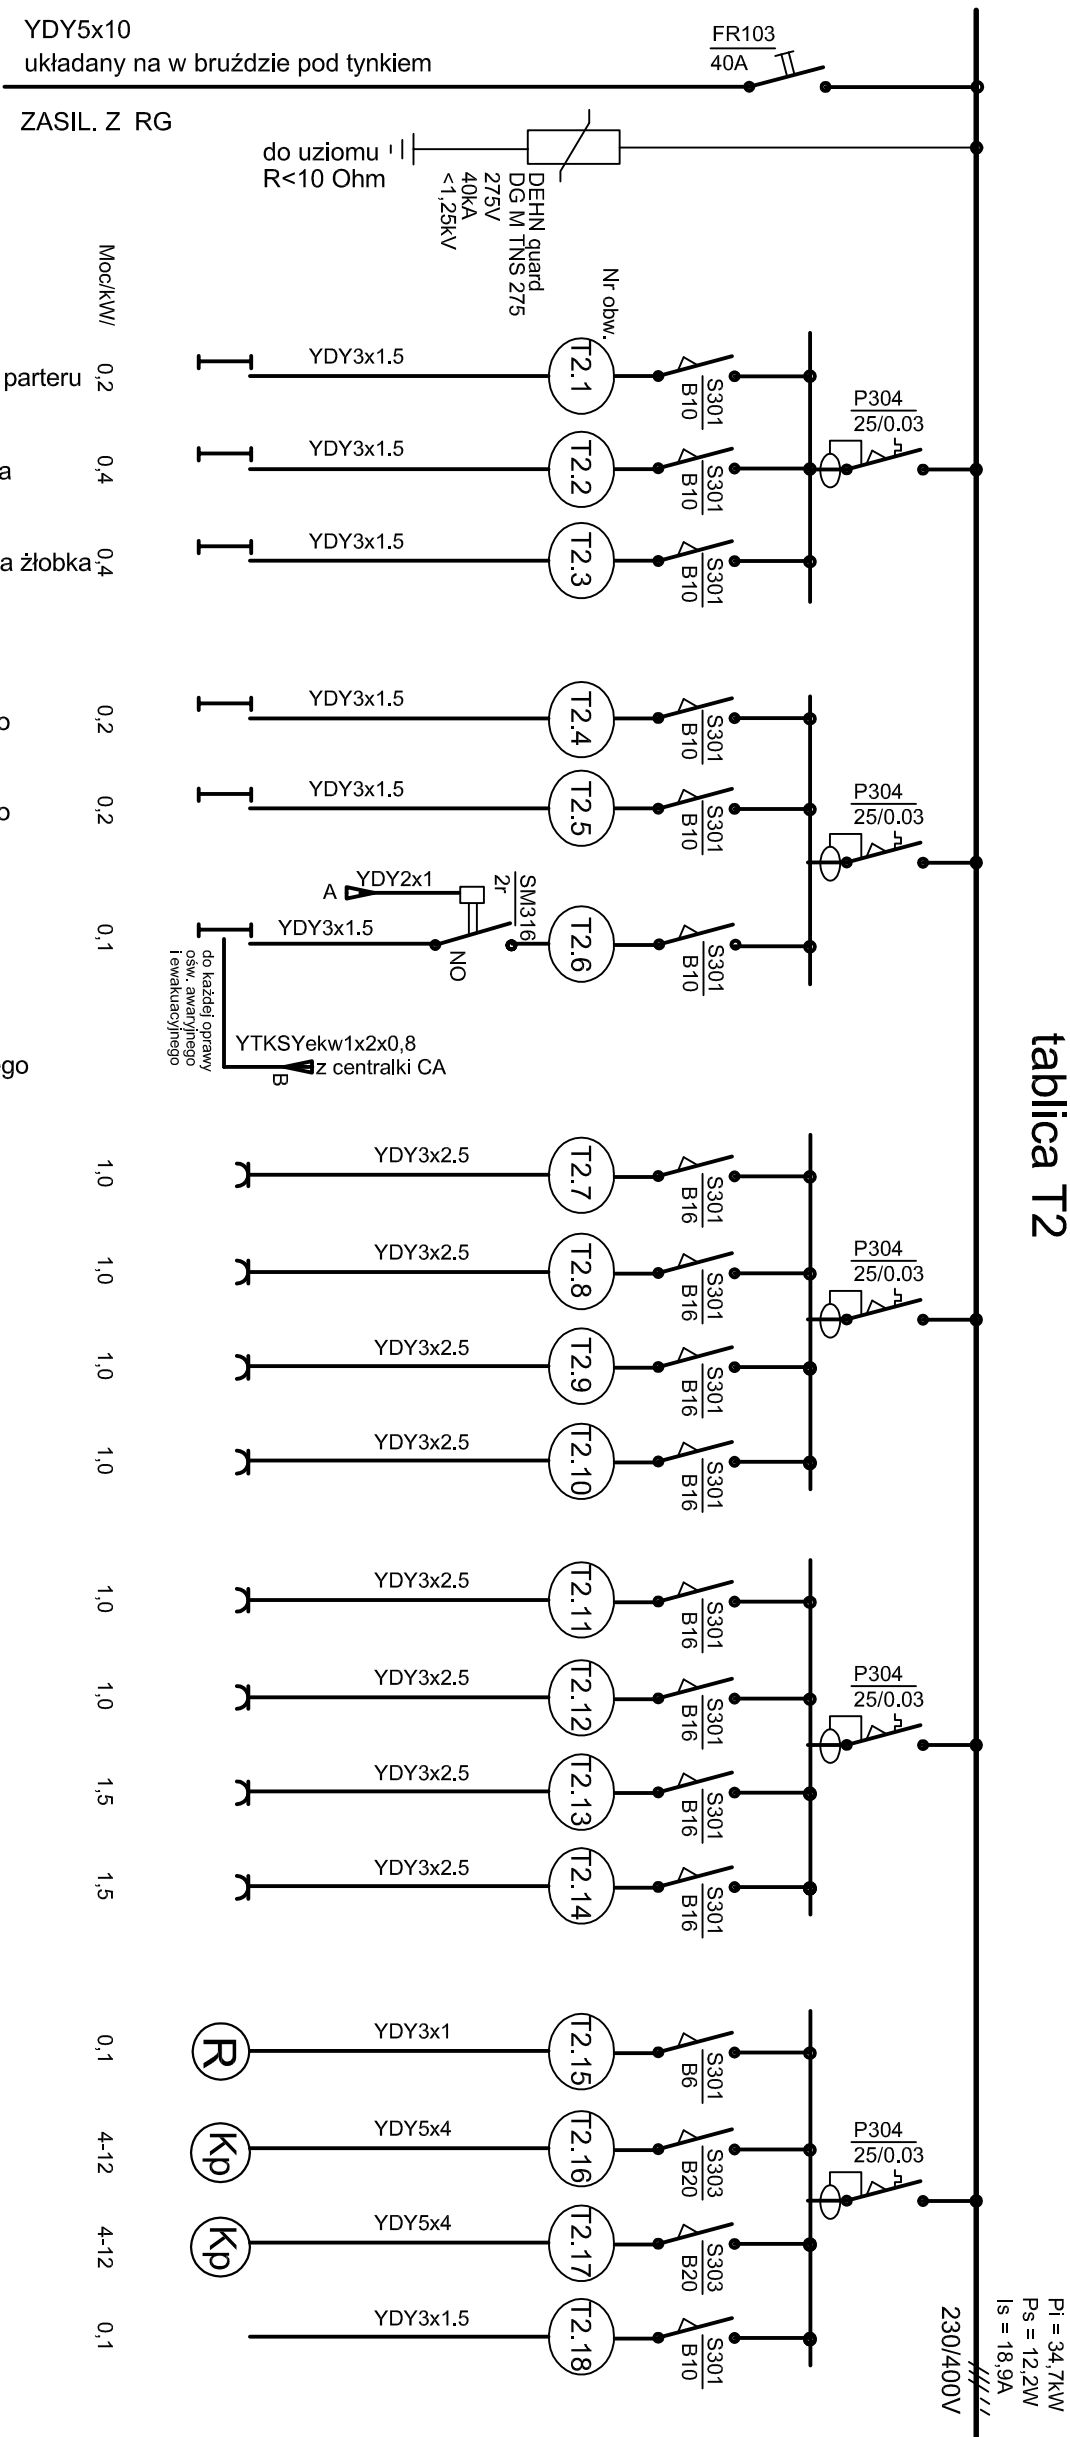 YDY5x10
układany na w bruździe pod tynkiem
FR103
40A
ZASIL. Z RG
do uziomu
R<10 Ohm
DEHN quard
DG M TNS 275
275V
40kA
<1,25kV
Moc/kW/
Nr obw.
tablica T2
parteru
0,2
YDY3x1.5
T2.1
S301
B10
P304
25/0.03
a
0,4
YDY3x1.5
T2.2
S301
B10
a żłobka
0,4
YDY3x1.5
T2.3
S301
B10
o
0,2
YDY3x1.5
T2.4
S301
B10
o
0,2
YDY3x1.5
T2.5
S301
B10
P304
25/0.03
A
YDY2x1
SM316
2r
0,1
YDY3x1.5
NO
T2.6
S301
B10
do każdej oprawy
ośw. awaryjnego
i ewakuacyjnego
YTKSYekw1x2x0,8
z centralki CA
B
go
1,0
YDY3x2.5
T2.7
S301
B16
1,0
YDY3x2.5
T2.8
S301
B16
P304
25/0.03
1,0
YDY3x2.5
T2.9
S301
B16
1,0
YDY3x2.5
T2.10
S301
B16
1,0
YDY3x2.5
T2.11
S301
B16
1,0
YDY3x2.5
T2.12
S301
B16
P304
25/0.03
1,5
YDY3x2.5
T2.13
S301
B16
1,5
YDY3x2.5
T2.14
S301
B16
0,1
R
YDY3x1
T2.15
S301
B6
4-12
Kp
YDY5x4
T2.16
S303
B20
P304
25/0.03
4-12
Kp
YDY5x4
T2.17
S303
B20
0,1
YDY3x1.5
T2.18
S301
B10
Pi = 34,7kW
Ps = 12,2W
Is = 18,9A
230/400V